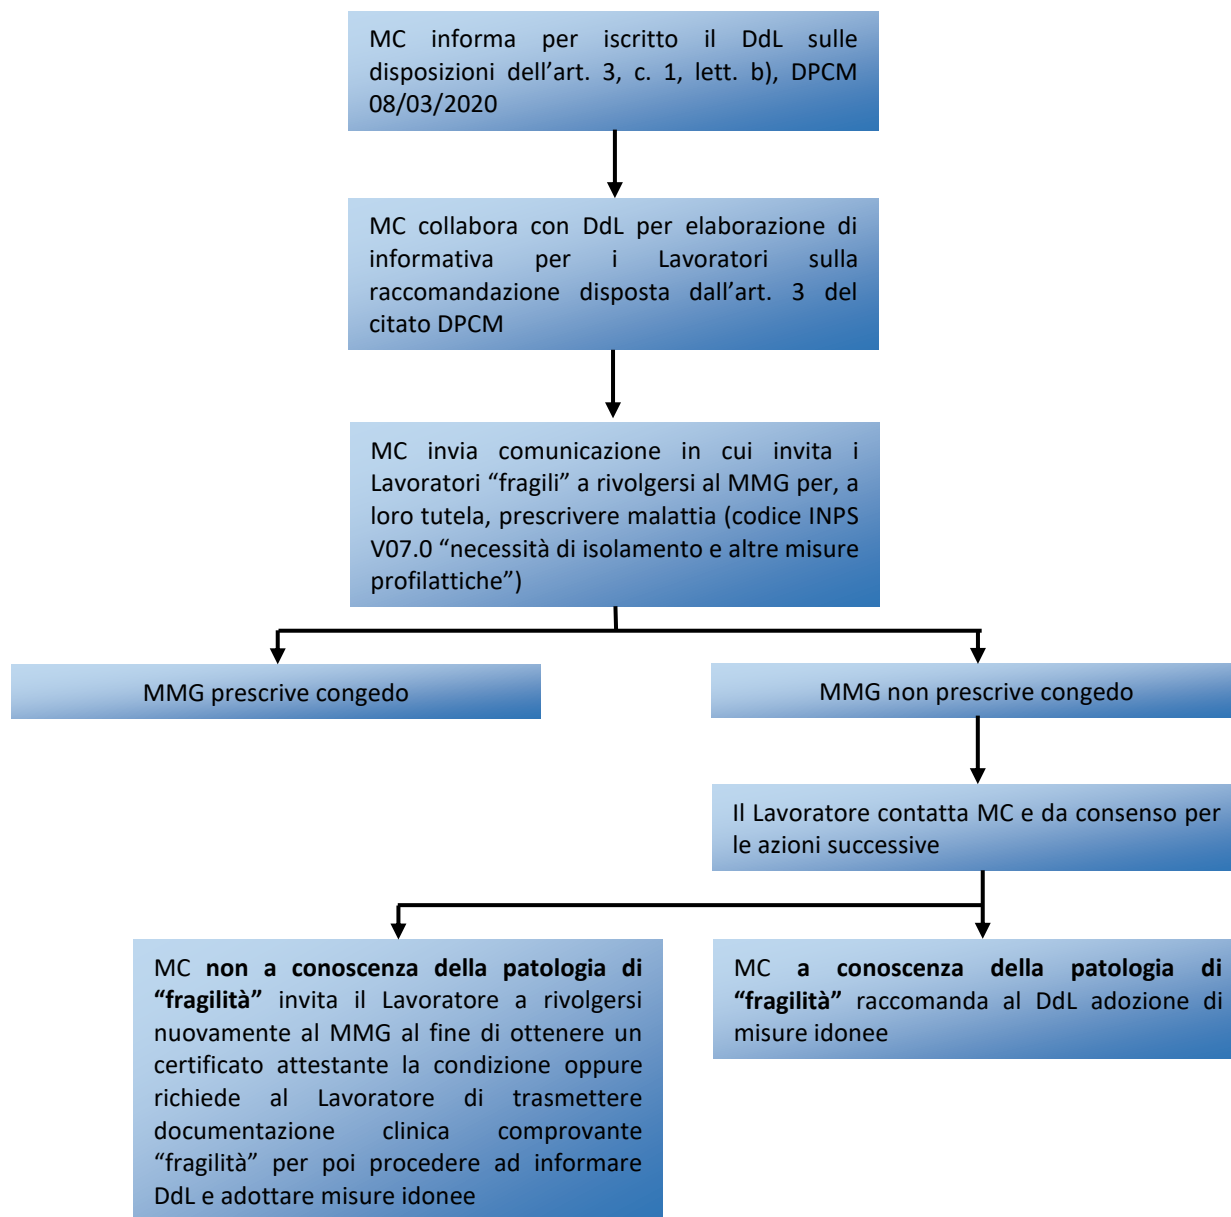 MC informa per iscritto il DdL sulle
disposizioni dell’art. 3, c. 1, lett. b), DPCM
08/03/2020
MC collabora con DdL per elaborazione di
informativa per i Lavoratori sulla
raccomandazione disposta dall’art. 3 del
citato DPCM
MC invia comunicazione in cui invita i
Lavoratori “fragili” a rivolgersi al MMG per, a
loro tutela, prescrivere malattia (codice INPS
V07.0 “necessità di isolamento e altre misure
profilattiche”)
MMG prescrive congedo
MMG non prescrive congedo
Il Lavoratore contatta MC e da consenso per
le azioni successive
MC non a conoscenza della patologia di
“fragilità” invita il Lavoratore a rivolgersi
nuovamente al MMG al fine di ottenere un
certificato attestante la condizione oppure
richiede al Lavoratore di trasmettere
documentazione clinica comprovante
“fragilità” per poi procedere ad informare
DdL e adottare misure idonee
MC a conoscenza della patologia di
“fragilità” raccomanda al DdL adozione di
misure idonee